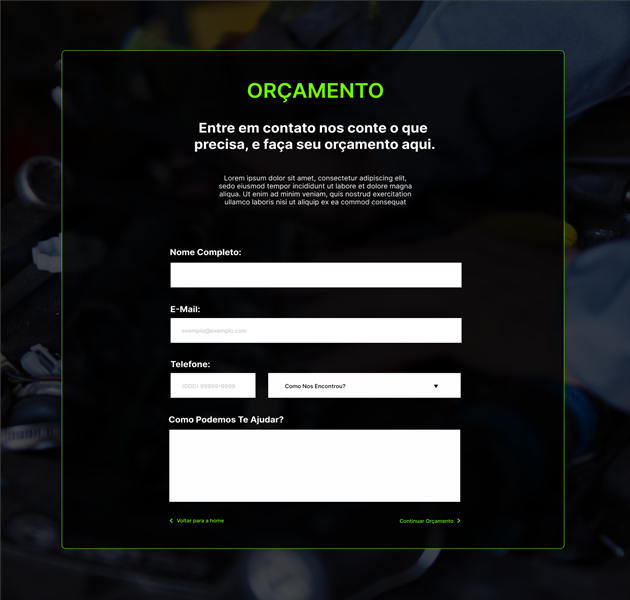 ORÇAMENTO
Entre em contato nos conte o que
precisa, e faça seu orçamento aqui.
Lorem ipsum dolor sit amet, consectetur adipiscing elit,
sedo eiusmod tempor incididunt ut labore et dolore magna
aliqua. Ut enim ad minim veniam, quis nostrud exercitation
ullamco laboris nisi ut aliquip ex ea commod consequat
Nome Completo:
E-Mail:
exemplo@exemplo.com
Telefone:
(DDD) 99999-9999
Como Nos Encontrou?
Como Podemos Te Ajudar?
Voltar para a home
Continuar Orçamento